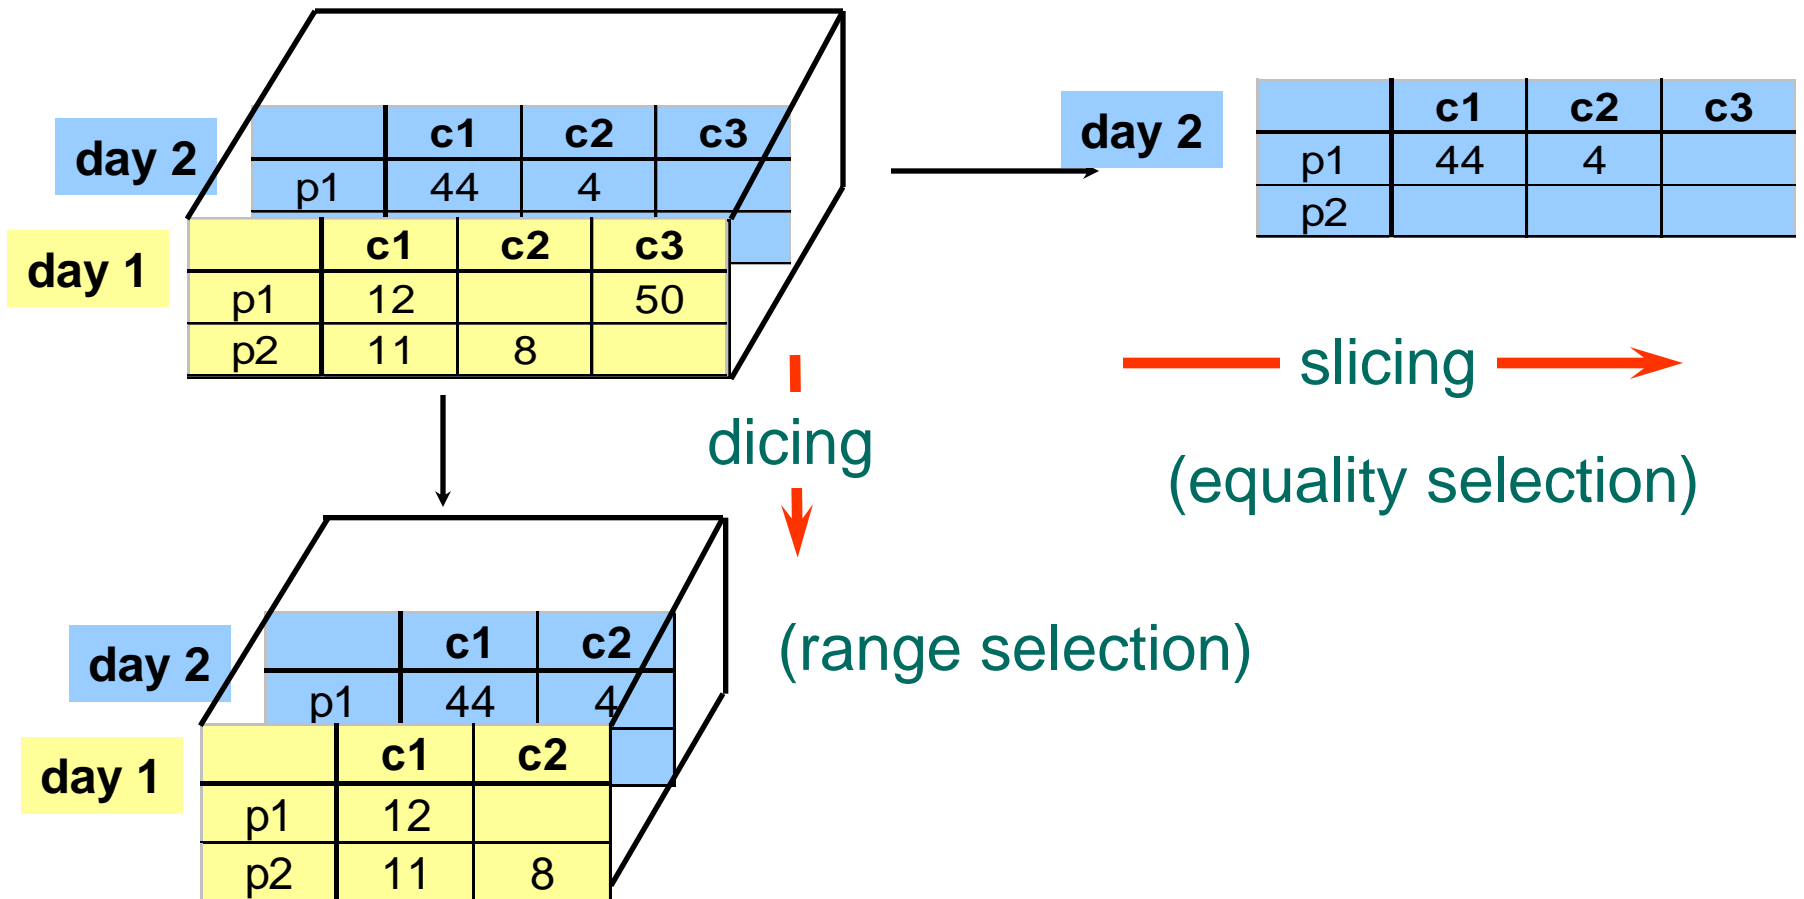 day 2
c1 c2 c3
p1 44 4
day 1
c1 c2 c3
p1 12 50
p2 11 8
day 2
c1 c2 c3
p1 44 4
p2
slicing
(equality selection)
dicing
(range selection)
day 2
c1 c2
p1 44 4
day 1
c1 c2
p1 12
p2 11 8